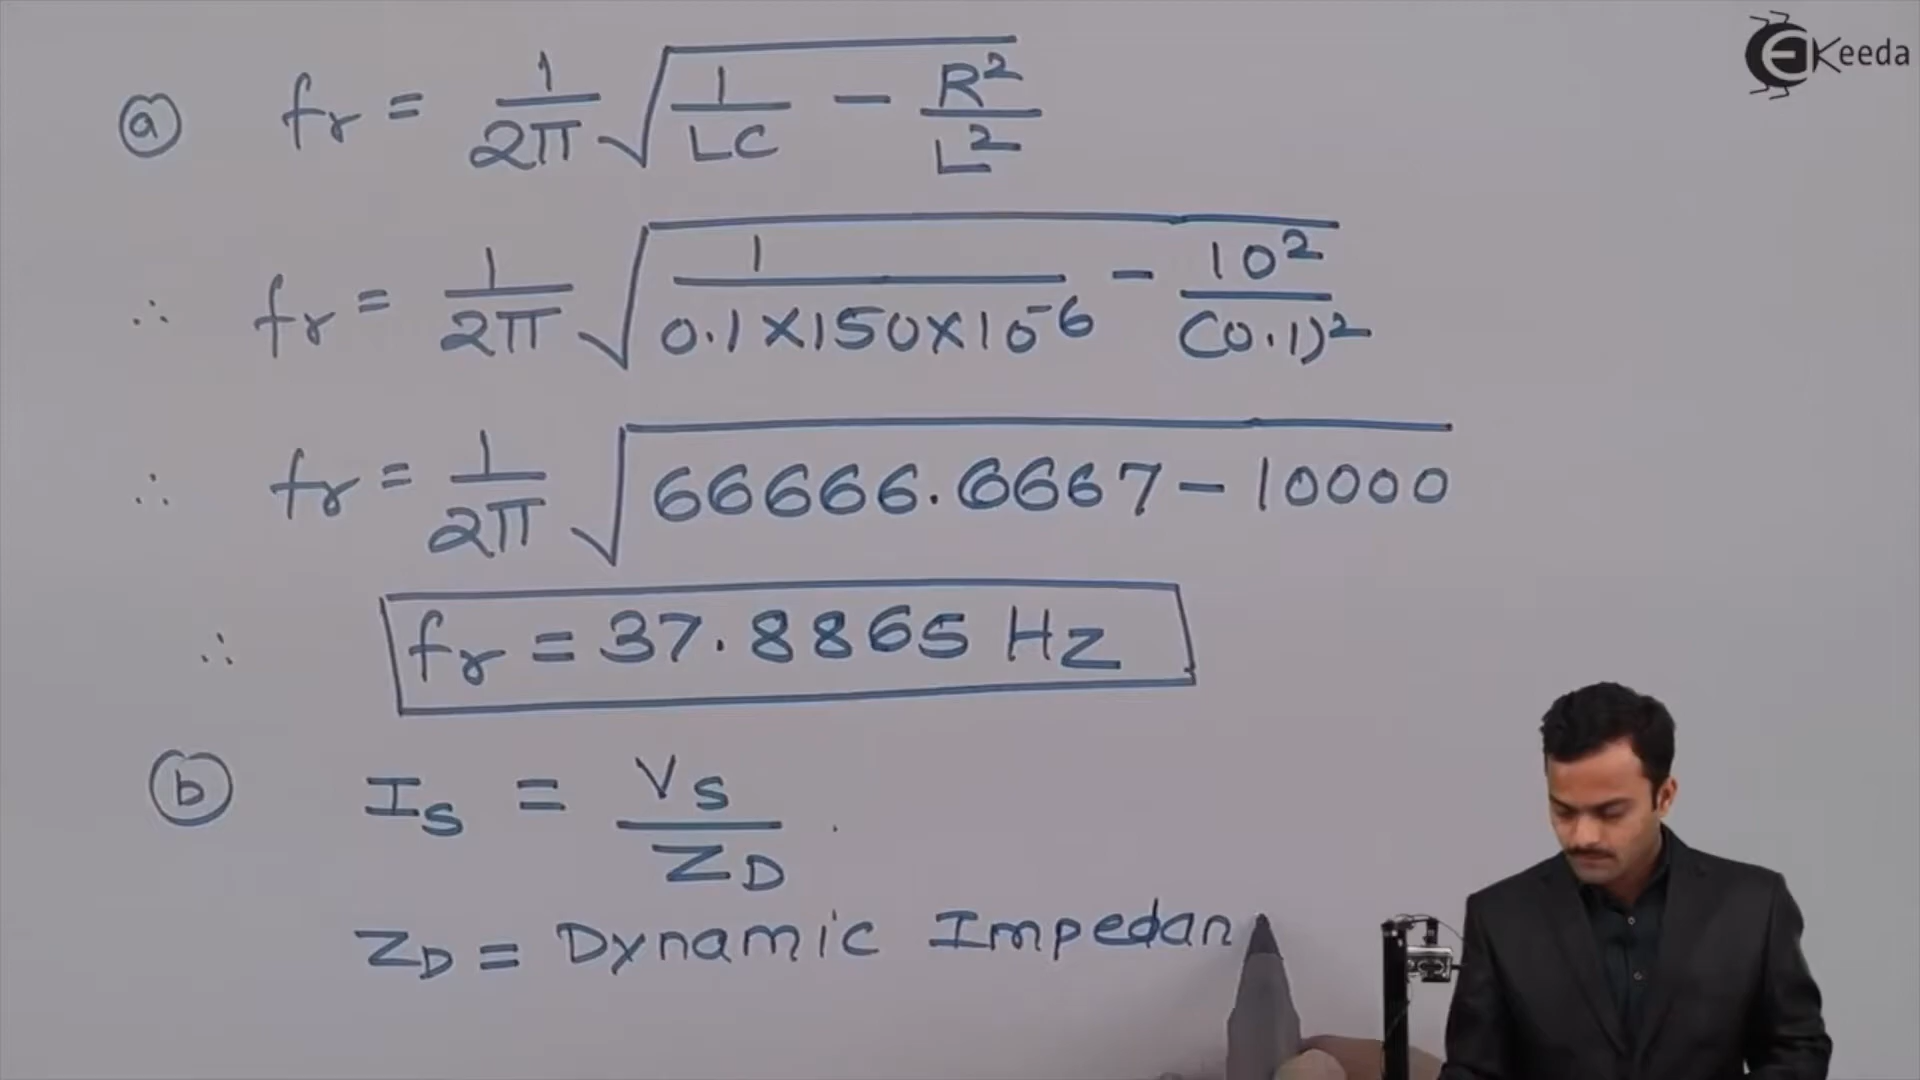 EKeeda
ⓐ fr = 1/2π √(1/LC − R²/L²)
∴ fr = 1/2π √(1/(0.1×150×10⁻⁶) − 10²/(0.1)²)
∴ fr = 1/2π √(66666.6667 − 10000)
∴ fr = 37.8865 Hz
ⓑ Is = Vs/ZD
ZD = Dynamic Impedan